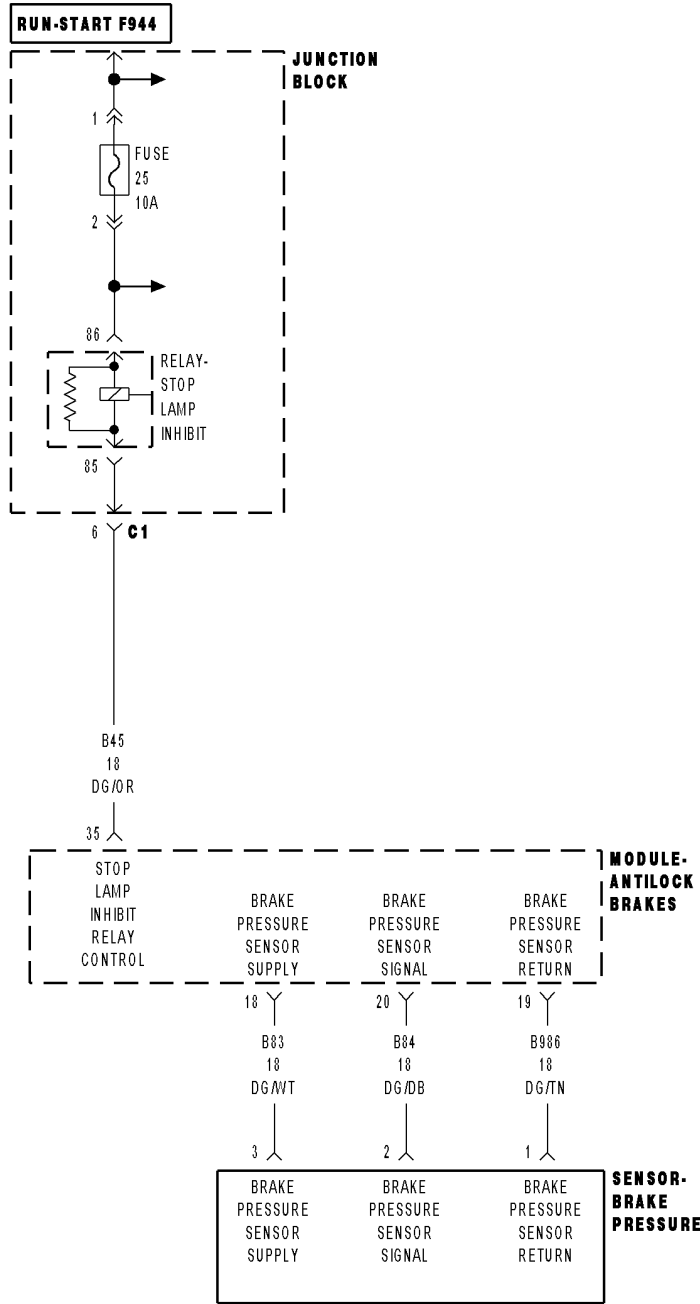 RUN-START F944
JUNCTION
BLOCK
1
FUSE
25
10A
2
86
RELAY-
STOP
LAMP
INHIBIT
85
6 C1
B45
18
DG/OR
35
MODULE-
ANTILOCK
BRAKES
STOP
LAMP
INHIBIT
RELAY
CONTROL
BRAKE
PRESSURE
SENSOR
SUPPLY
BRAKE
PRESSURE
SENSOR
SIGNAL
BRAKE
PRESSURE
SENSOR
RETURN
18
20
19
B83
18
DG/WT
B84
18
DG/DB
B986
18
DG/TN
3
2
1
SENSOR-
BRAKE
PRESSURE
BRAKE
PRESSURE
SENSOR
SUPPLY
BRAKE
PRESSURE
SENSOR
SIGNAL
BRAKE
PRESSURE
SENSOR
RETURN